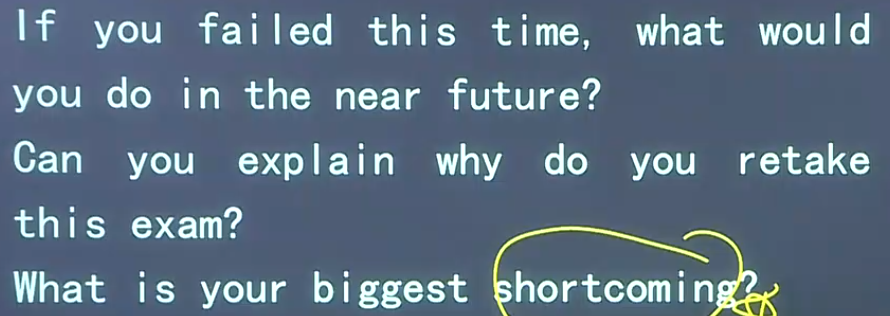 If you failed this time, what would
you do in the near future?
Can you explain why do you retake
this exam?
What is your biggest shortcoming?